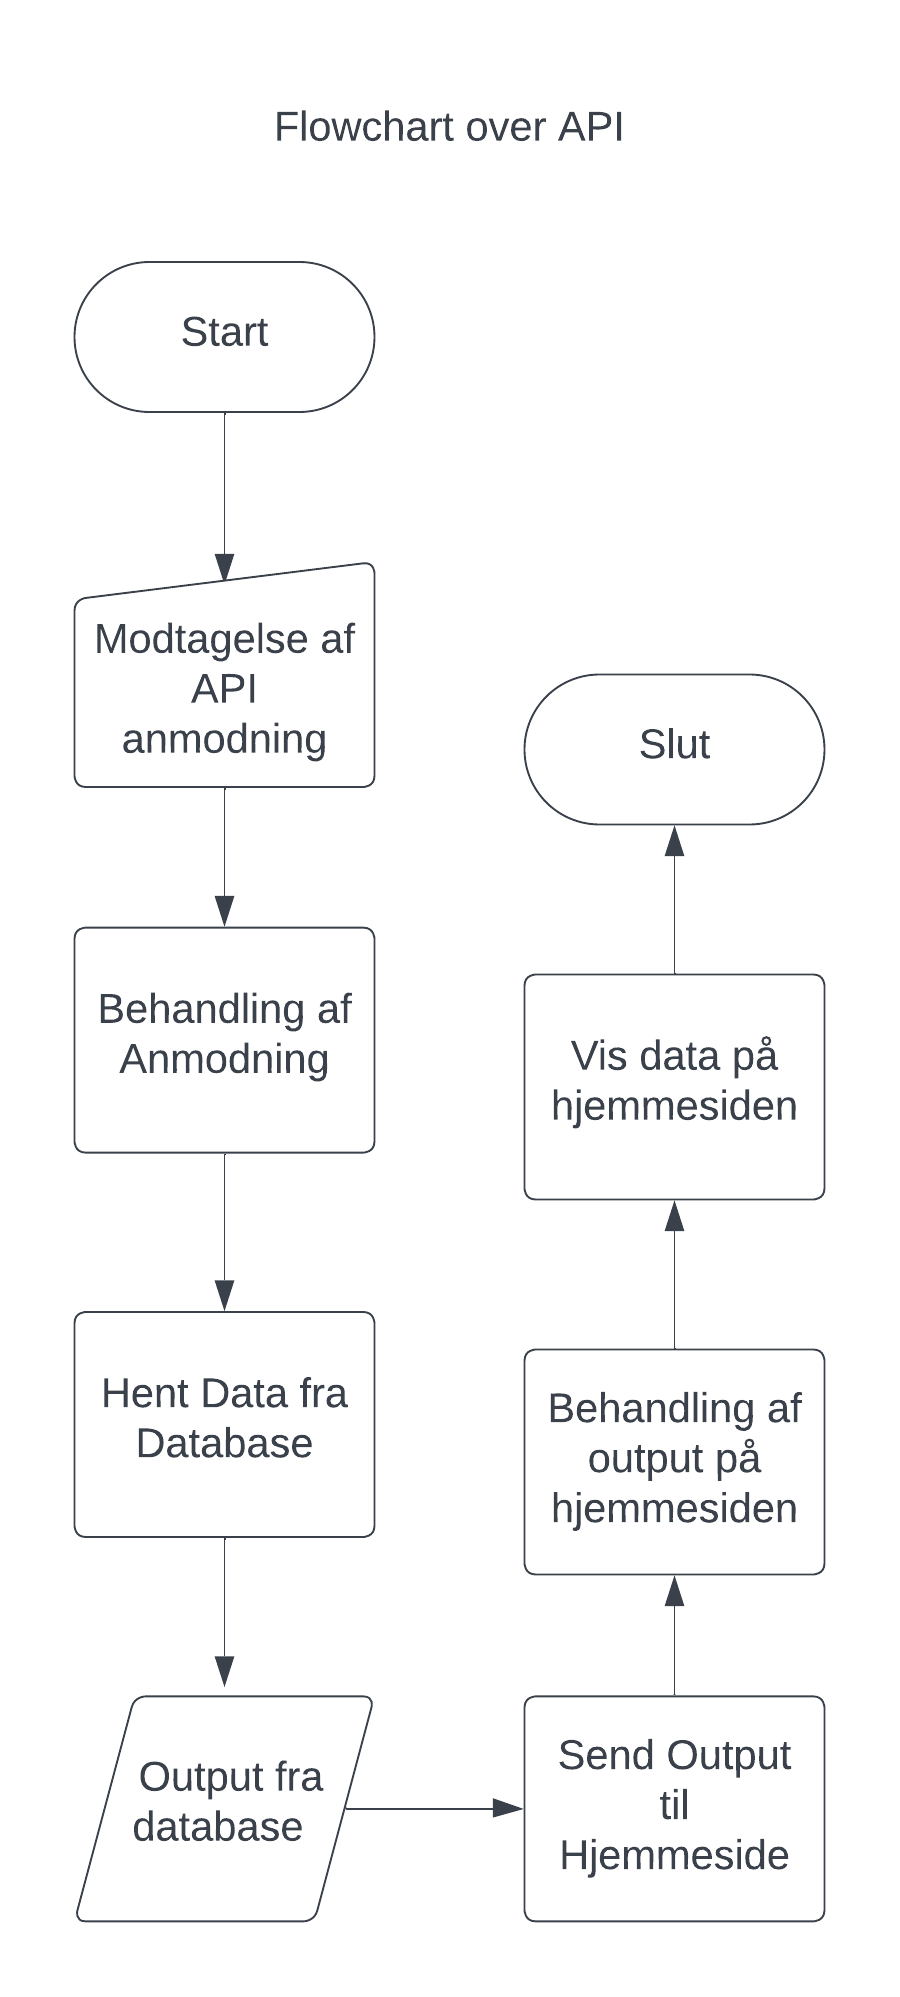 Flowchart over API
Start
Modtagelse af
API
anmodning
Behandling af
Anmodning
Hent Data fra
Database
Output fra
database
Send Output
til
Hjemmeside
Behandling af
output på
hjemmesiden
Vis data på
hjemmesiden
Slut